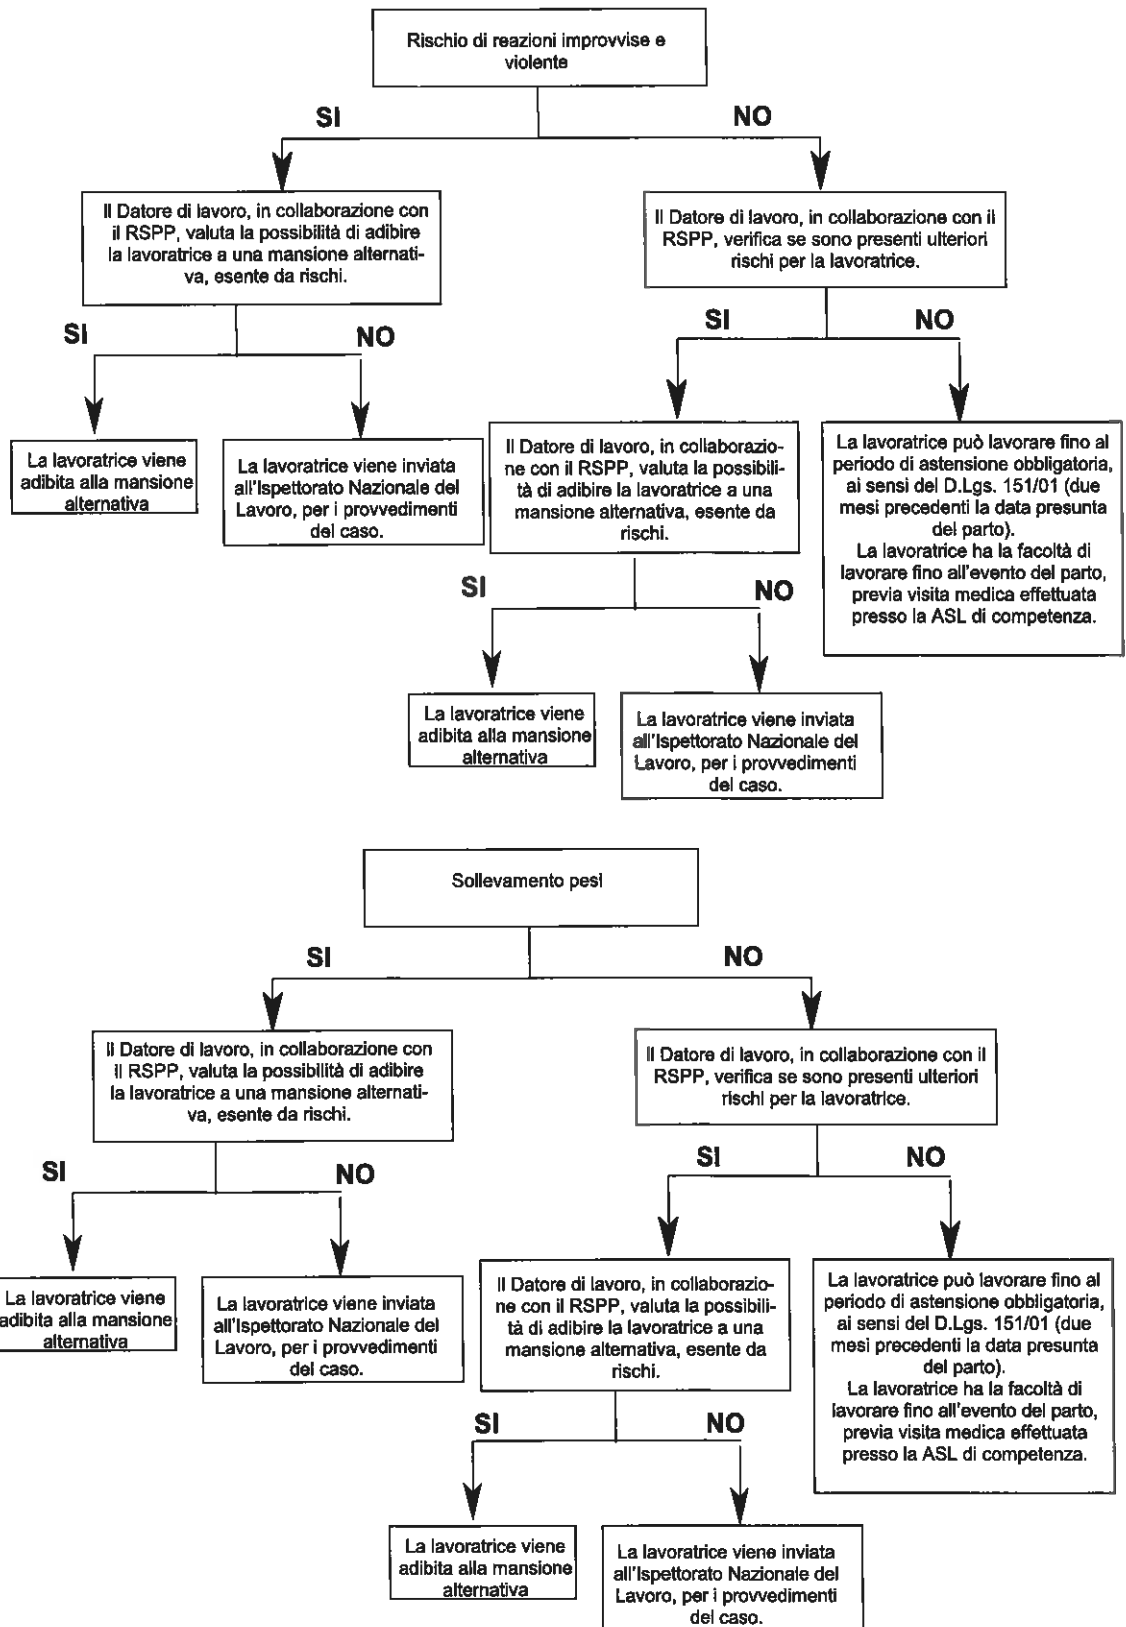 Rischio di reazioni improvvise e
violente
SI
NO
Il Datore di lavoro, in collaborazione con
il RSPP, valuta la possibilità di adibire
la lavoratrice a una mansione alternati-
va, esente da rischi.
Il Datore di lavoro, in collaborazione con il
RSPP, verifica se sono presenti ulteriori
rischi per la lavoratrice.
SI
NO
SI
NO
La lavoratrice viene
adibita alla mansione
alternativa
La lavoratrice viene inviata
all'Ispettorato Nazionale del
Lavoro, per i provvedimenti
del caso.
Il Datore di lavoro, in collaborazio-
ne con il RSPP, valuta la possibili-
tà di adibire la lavoratrice a una
mansione alternativa, esente da
rischi.
La lavoratrice può lavorare fino al
periodo di astensione obbligatoria,
ai sensi del D.Lgs. 151/01 (due
mesi precedenti la data presunta
del parto).
La lavoratrice ha la facoltà di
lavorare fino all'evento del parto,
previa visita medica effettuata
presso la ASL di competenza.
SI
NO
La lavoratrice viene
adibita alla mansione
alternativa
La lavoratrice viene inviata
all'Ispettorato Nazionale del
Lavoro, per i provvedimenti
del caso.
Sollevamento pesi
SI
NO
Il Datore di lavoro, in collaborazione con
il RSPP, valuta la possibilità di adibire
la lavoratrice a una mansione alternati-
va, esente da rischi.
Il Datore di lavoro, in collaborazione con il
RSPP, verifica se sono presenti ulteriori
rischi per la lavoratrice.
SI
NO
SI
NO
La lavoratrice viene
adibita alla mansione
alternativa
La lavoratrice viene inviata
all'Ispettorato Nazionale del
Lavoro, per i provvedimenti
del caso.
Il Datore di lavoro, in collaborazio-
ne con il RSPP, valuta la possibili-
tà di adibire la lavoratrice a una
mansione alternativa, esente da
rischi.
La lavoratrice può lavorare fino al
periodo di astensione obbligatoria,
ai sensi del D.Lgs. 151/01 (due
mesi precedenti la data presunta
del parto).
La lavoratrice ha la facoltà di
lavorare fino all'evento del parto,
previa visita medica effettuata
presso la ASL di competenza.
SI
NO
La lavoratrice viene
adibita alla mansione
alternativa
La lavoratrice viene inviata
all'Ispettorato Nazionale del
Lavoro, per i provvedimenti
del caso.